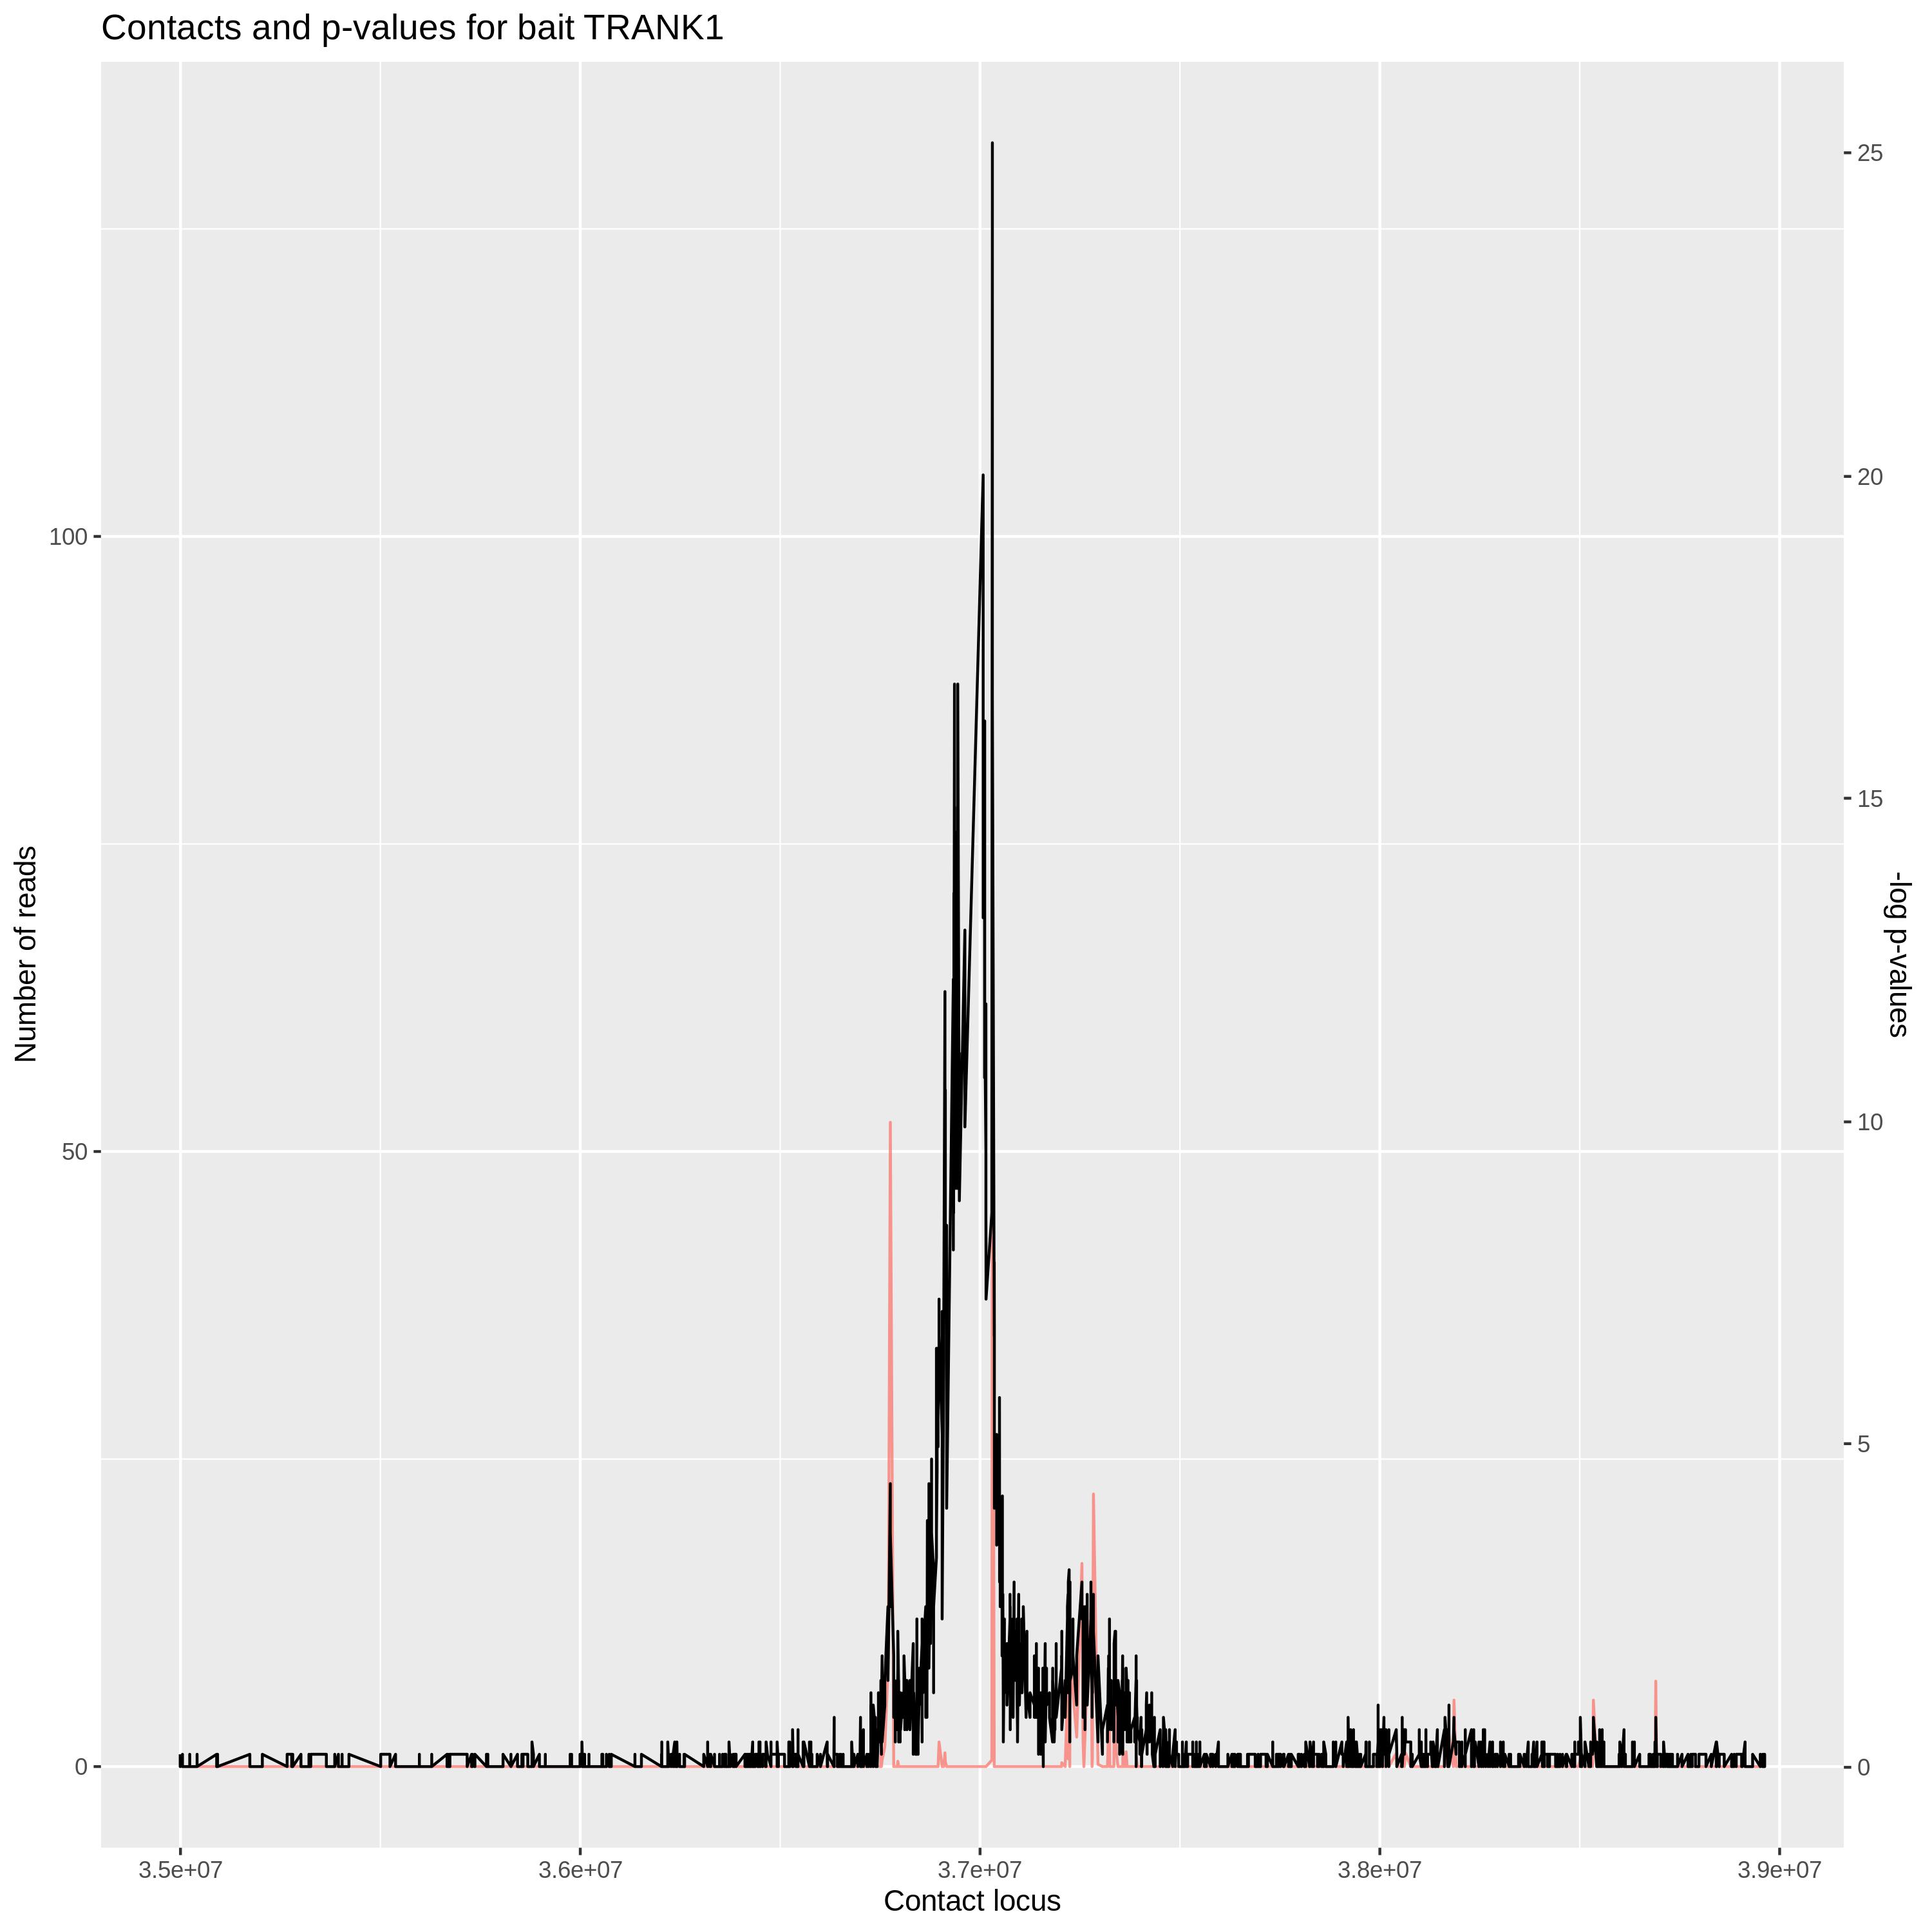 Contacts and p-values for bait TRANK1
Number of reads
100
50
0
25
20
15
10
5
0
-log p-values
3.5e+07
3.6e+07
3.7e+07
3.8e+07
3.9e+07
Contact locus